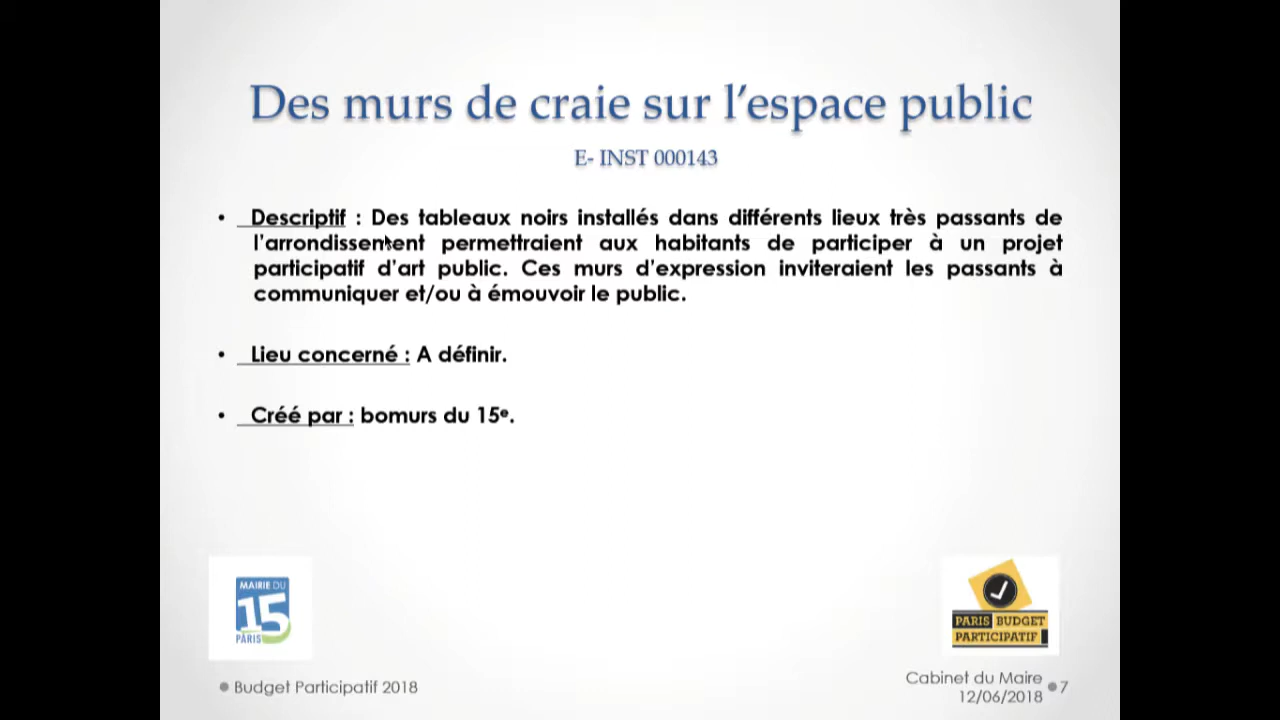 Des murs de craie sur l’espace public
E- INST 000143
• Descriptif : Des tableaux noirs installés dans différents lieux très passants de
l’arrondissement permettraient aux habitants de participer à un projet
participatif d’art public. Ces murs d’expression inviteraient les passants à
communiquer et/ou à émouvoir le public.
• Lieu concerné : A définir.
• Créé par : bomurs du 15e.
MAIRIE DU
15
PARIS
PARIS BUDGET
PARTICIPATIF
Budget Participatif 2018
Cabinet du Maire
12/06/2018
7